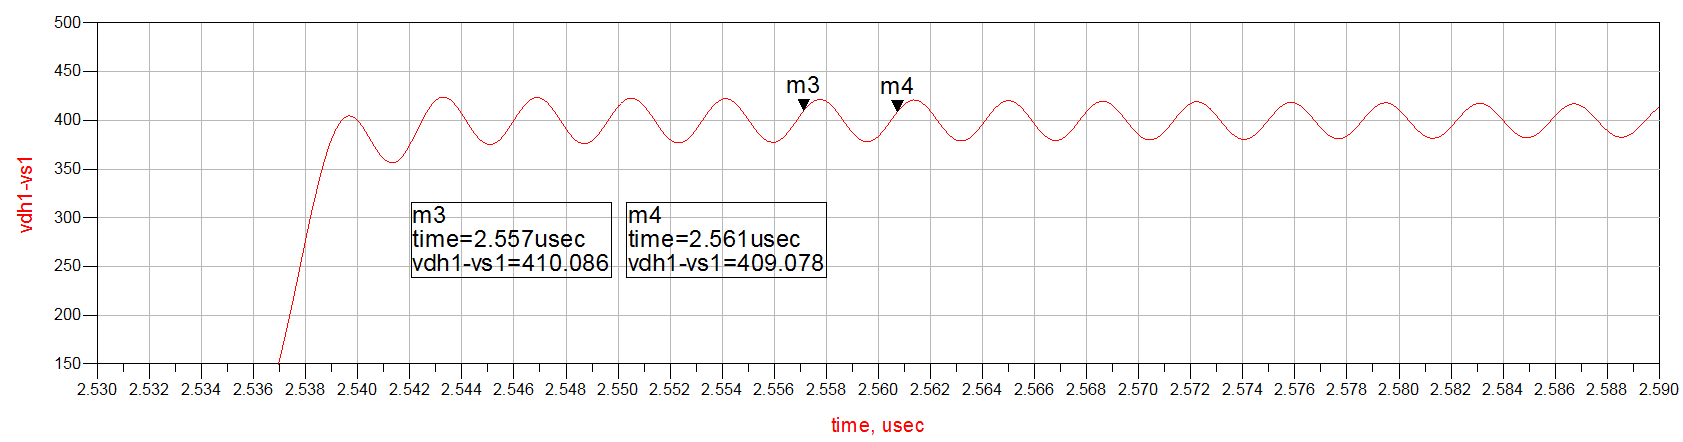 500
450
400
350
300
250
200
150
vdh1-vs1
m3
m4
m3
time=2.557usec
vdh1-vs1=410.086
m4
time=2.561usec
vdh1-vs1=409.078
2.530 2.532 2.534 2.536 2.538 2.540 2.542 2.544 2.546 2.548 2.550 2.552 2.554 2.556 2.558 2.560 2.562 2.564 2.566 2.568 2.570 2.572 2.574 2.576 2.578 2.580 2.582 2.584 2.586 2.588 2.590
time, usec